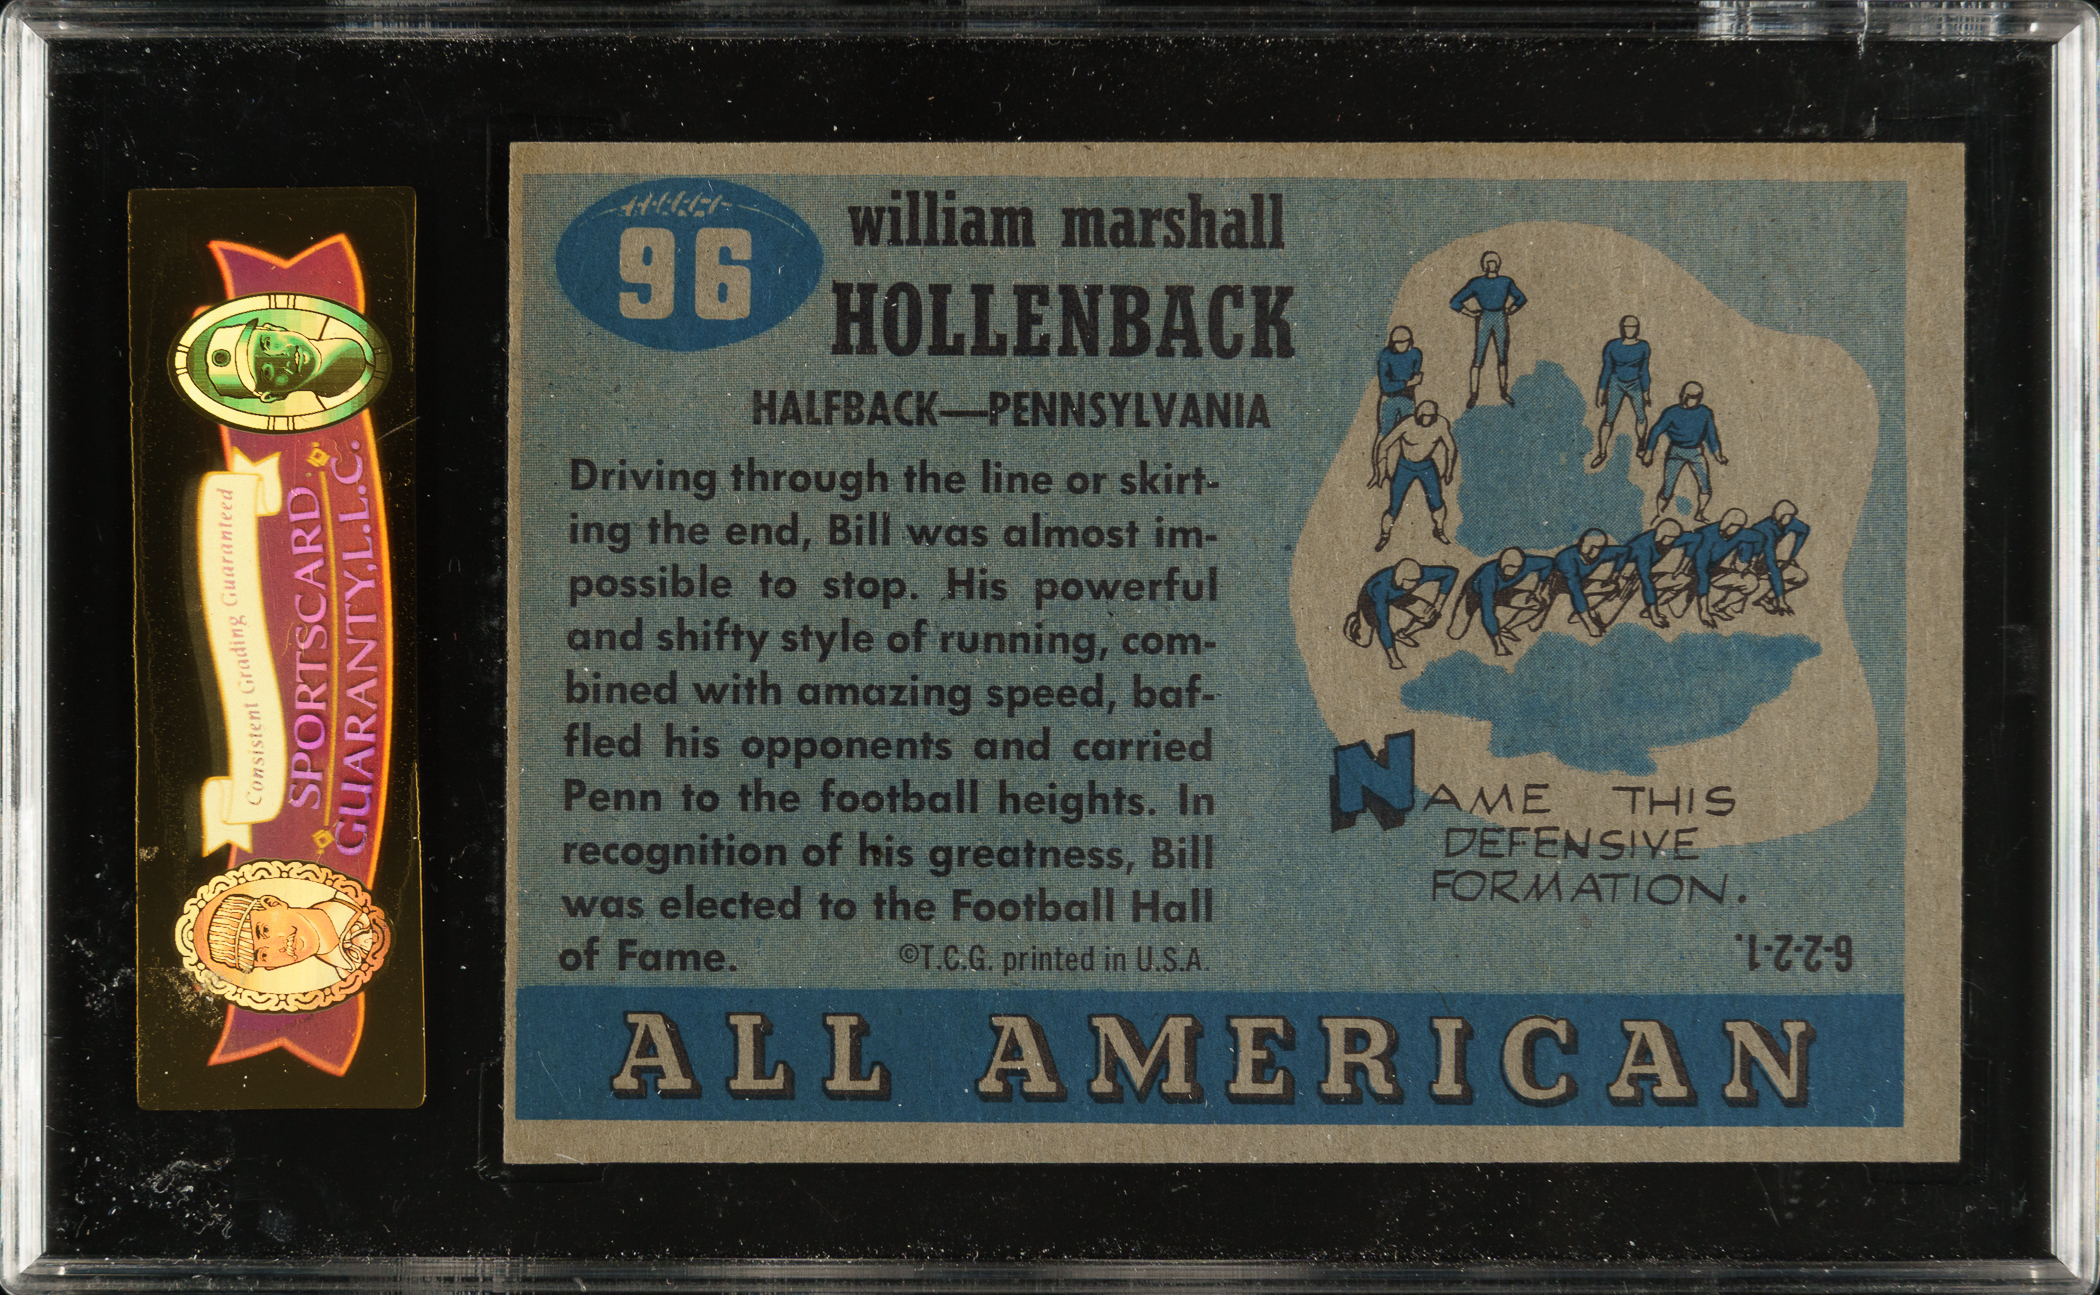 Consistent Grading Guaranteed
SPORTSCARD
GUARANTY,L.L.C.
96
william marshall
HOLLENBACK
HALFBACK—PENNSYLVANIA
Driving through the line or skirt-
ing the end, Bill was almost im-
possible to stop. His powerful
and shifty style of running, com-
bined with amazing speed, baf-
fled his opponents and carried
Penn to the football heights. In
recognition of his greatness, Bill
was elected to the Football Hall
of Fame.
©T.C.G. printed in U.S.A.
NAME THIS
DEFENSIVE
FORMATION.
6-2-2-1.
ALL AMERICAN